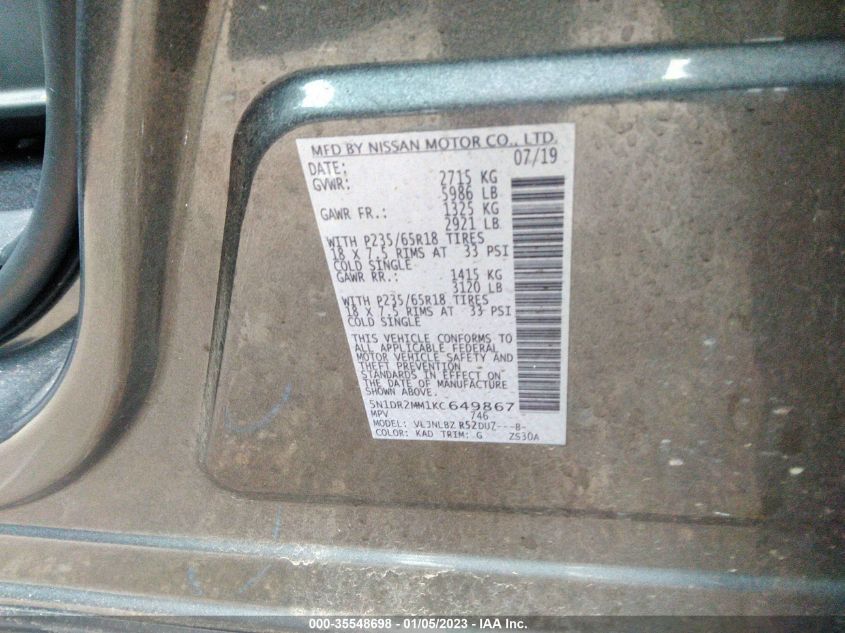 MFD BY NISSAN MOTOR CO., LTD.
DATE: 07/19
GVWR: 2715 KG
5986 LB
GAWR FR.: 1325 KG
2921 LB
WITH P235/65R18 TIRES
18 X 7.5 RIMS AT 33 PSI
COLD SINGLE
GAWR RR.: 1415 KG
3120 LB
WITH P235/65R18 TIRES
18 X 7.5 RIMS AT 33 PSI
COLD SINGLE
THIS VEHICLE CONFORMS TO
ALL APPLICABLE FEDERAL
MOTOR VEHICLE SAFETY AND
THEFT PREVENTION
STANDARDS IN EFFECT ON
THE DATE OF MANUFACTURE
SHOWN ABOVE.
5N1DR2MM1KC649867
MPV 746
MODEL: VLJNLBZ R52DUZ---B-
COLOR: KAD TRIM: G ZS30A
000-35548698 - 01/05/2023 - IAA Inc.